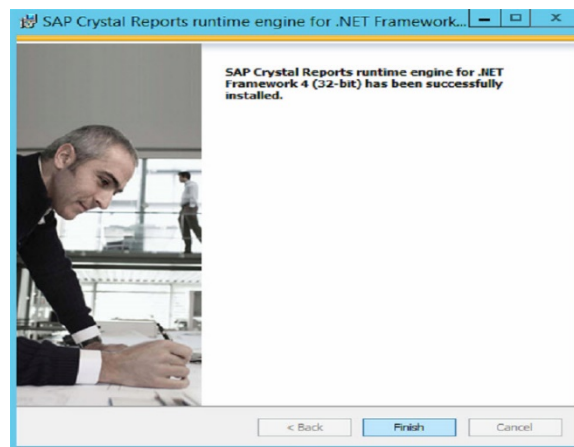 SAP Crystal Reports runtime engine for .NET Framework...
SAP Crystal Reports runtime engine for .NET
Framework 4 (32-bit) has been successfully
installed.
< Back
Finish
Cancel